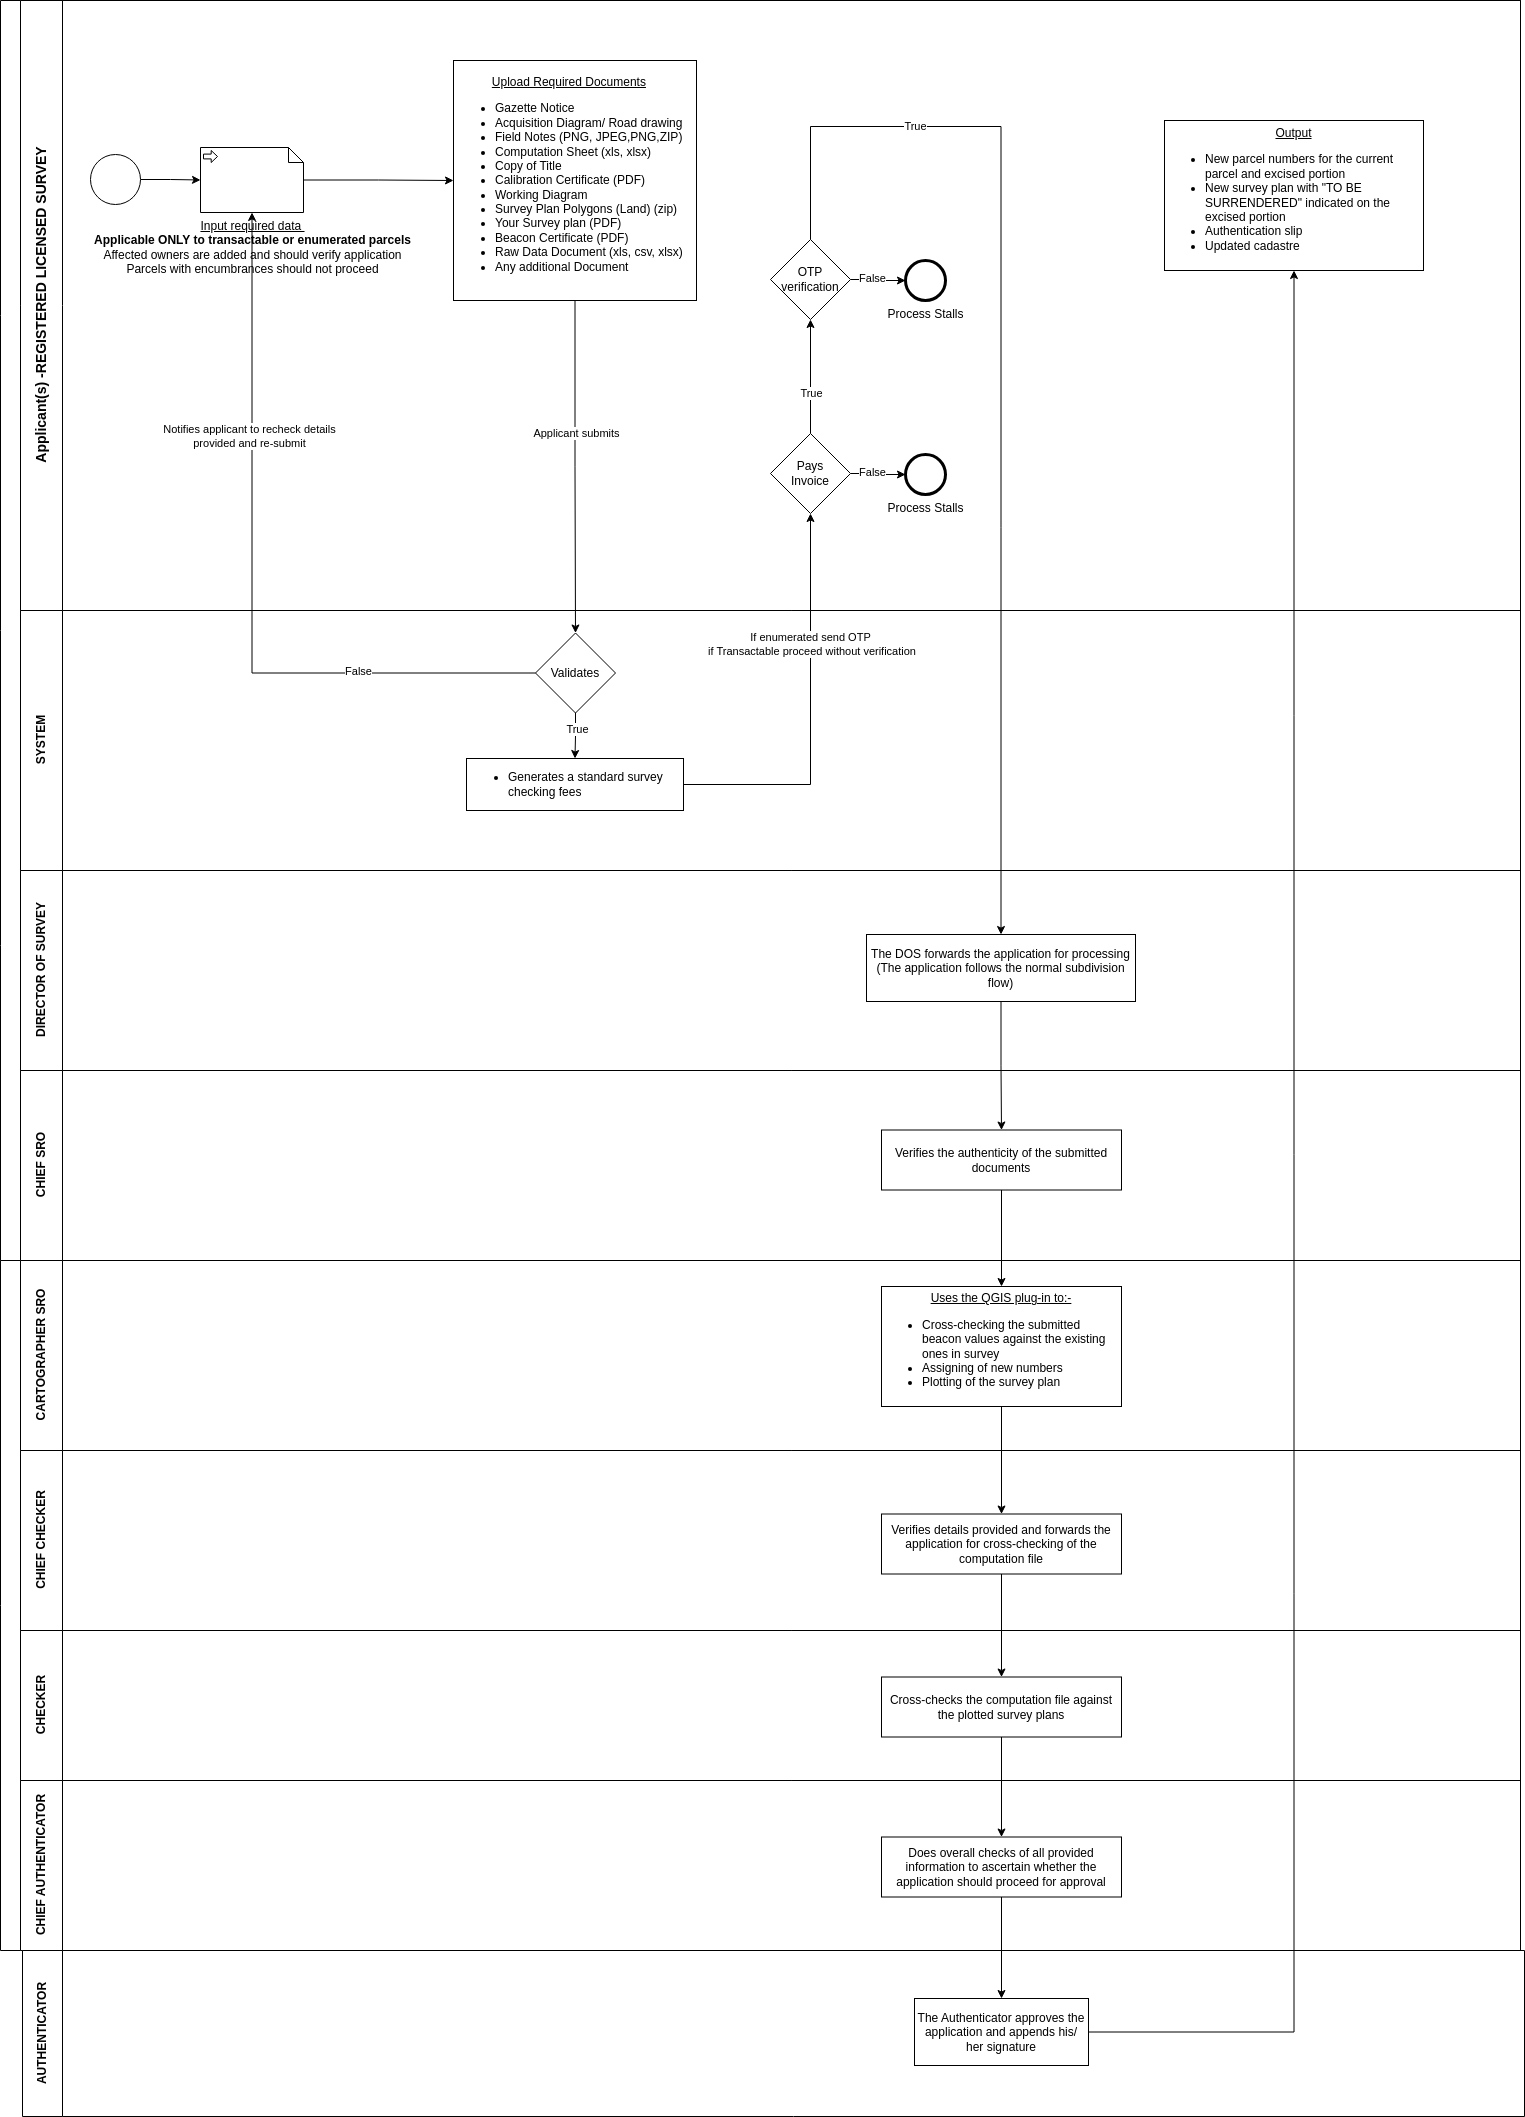 Applicant(s) -REGISTERED LICENSED SURVEY
Input required data
Applicable ONLY to transactable or enumerated parcels
Affected owners are added and should verify application
Parcels with encumbrances should not proceed
Upload Required Documents
• Gazette Notice
• Acquisition Diagram/ Road drawing
• Field Notes (PNG, JPEG,PNG,ZIP)
• Computation Sheet (xls, xlsx)
• Copy of Title
• Calibration Certificate (PDF)
• Working Diagram
• Survey Plan Polygons (Land) (zip)
• Your Survey plan (PDF)
• Beacon Certificate (PDF)
• Raw Data Document (xls, csv, xlsx)
• Any additional Document
True
OTP
verification
False
Process Stalls
True
Pays
Invoice
False
Process Stalls
Output
• New parcel numbers for the current
parcel and excised portion
• New survey plan with "TO BE
SURRENDERED" indicated on the
excised portion
• Authentication slip
• Updated cadastre
Notifies applicant to recheck details
provided and re-submit
Applicant submits
SYSTEM
If enumerated send OTP
if Transactable proceed without verification
Validates
False
True
• Generates a standard survey
checking fees
DIRECTOR OF SURVEY
The DOS forwards the application for processing
(The application follows the normal subdivision
flow)
CHIEF SRO
Verifies the authenticity of the submitted
documents
CARTOGRAPHER SRO
Uses the QGIS plug-in to:-
• Cross-checking the submitted
beacon values against the existing
ones in survey
• Assigning of new numbers
• Plotting of the survey plan
CHIEF CHECKER
Verifies details provided and forwards the
application for cross-checking of the
computation file
CHECKER
Cross-checks the computation file against
the plotted survey plans
CHIEF AUTHENTICATOR
Does overall checks of all provided
information to ascertain whether the
application should proceed for approval
AUTHENTICATOR
The Authenticator approves the
application and appends his/
her signature